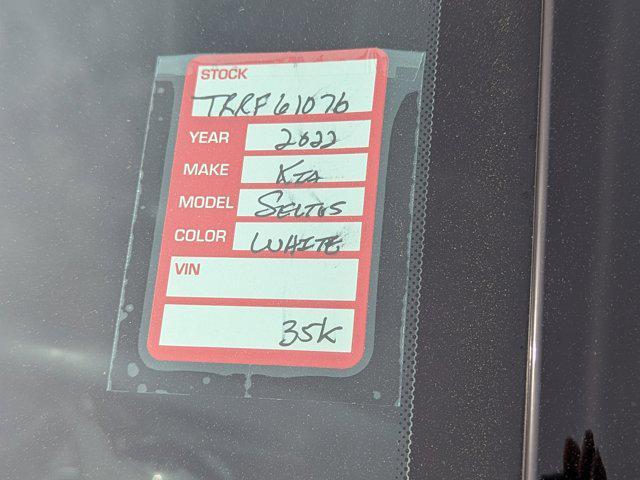 STOCK
TRRF61076
YEAR 2022
MAKE KIA
MODEL SELTOS
COLOR WHITE
VIN
35K